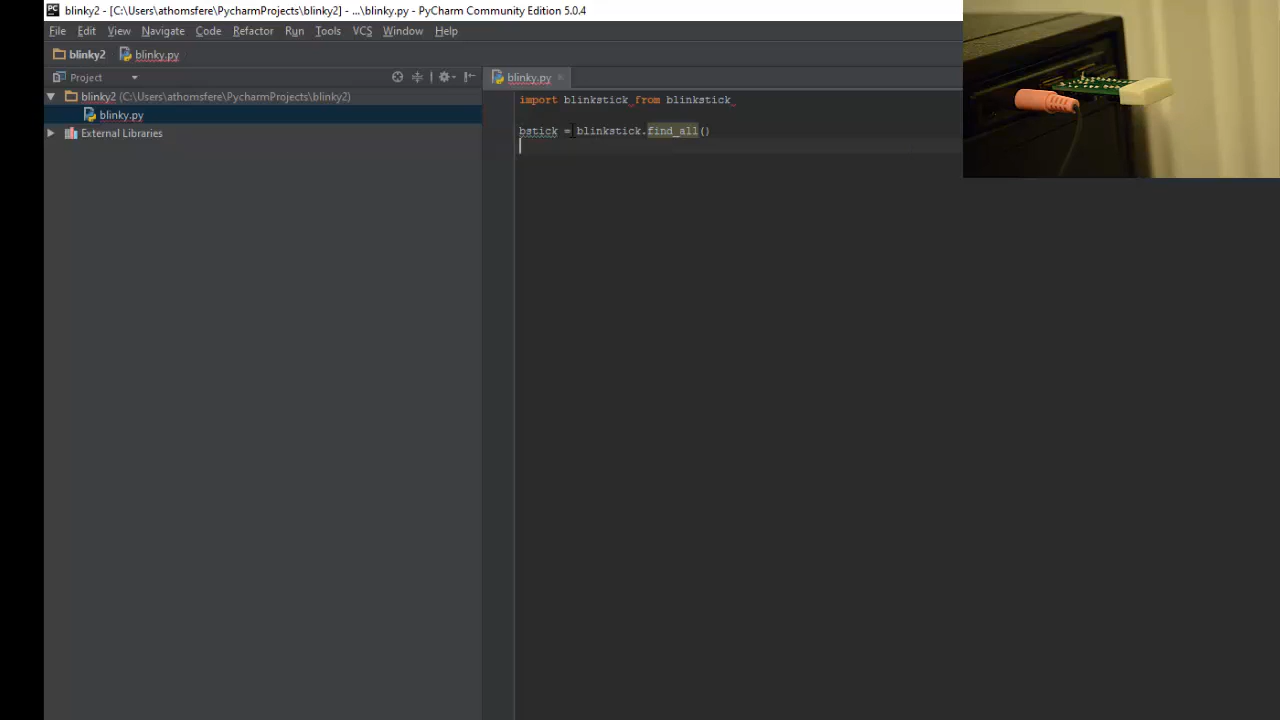 PC blinky2 - [C:\Users\athomsfere\PycharmProjects\blinky2] - ...\blinky.py - PyCharm Community Edition 5.0.4
File Edit View Navigate Code Refactor Run Tools VCS Window Help
blinky2 blinky.py
Project blinky.py
import blinkstick from blinkstick
blinky2 (C:\Users\athomsfere\PycharmProjects\blinky2)
blinky.py
bstick = blinkstick.find_all()
External Libraries